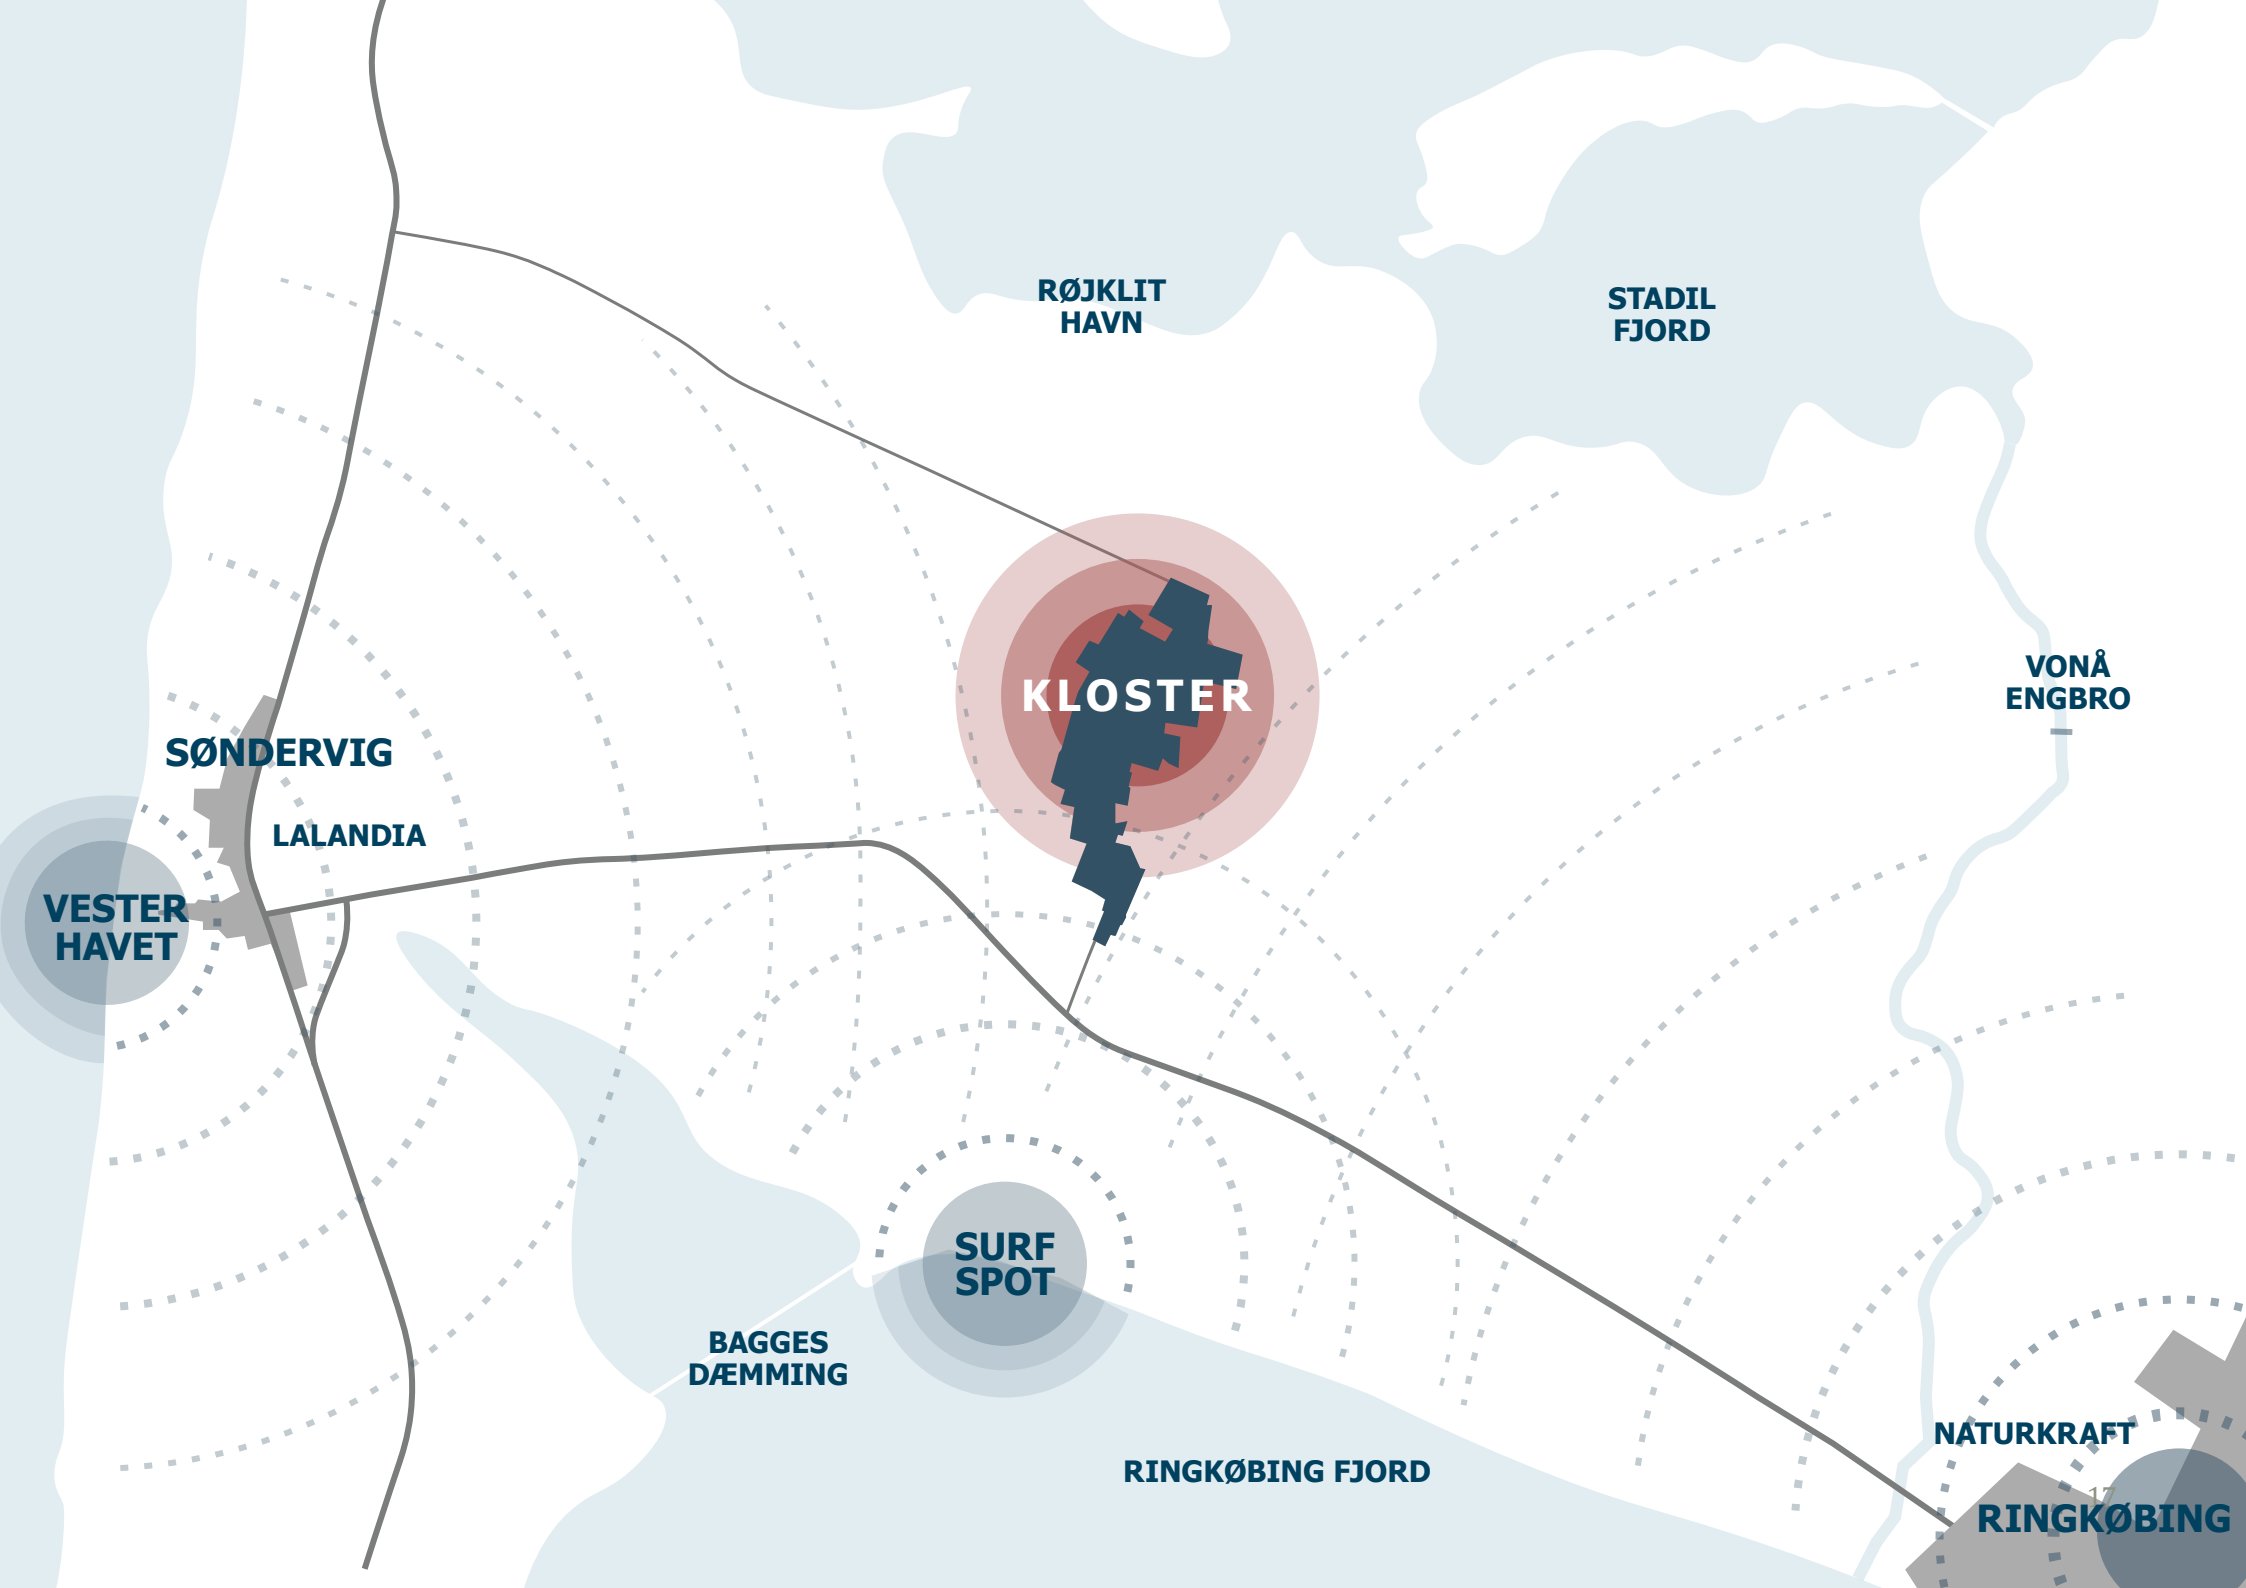 RØJKLIT
HAVN
STADIL
FJORD
VONÅ
ENGBRO
KLOSTER
SØNDERVIG
LALANDIA
VESTER
HAVET
SURF
SPOT
BAGGES
DÆMMING
RINGKØBING FJORD
NATURKRAFT
17
RINGKØBING